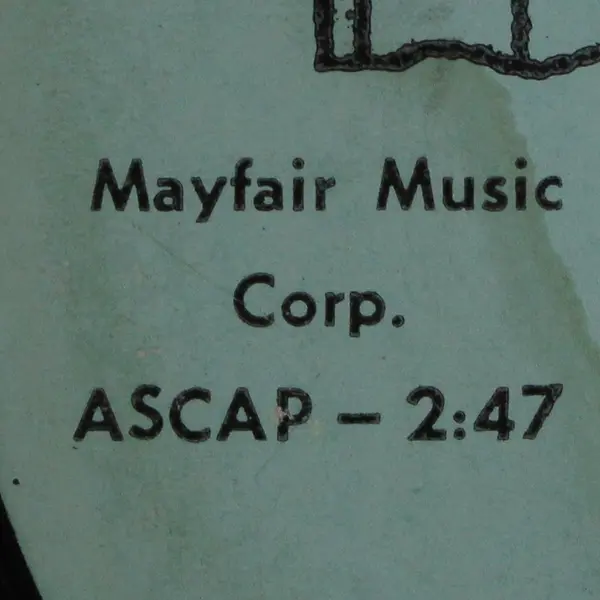 Mayfair Music
Corp.
ASCAP — 2:47